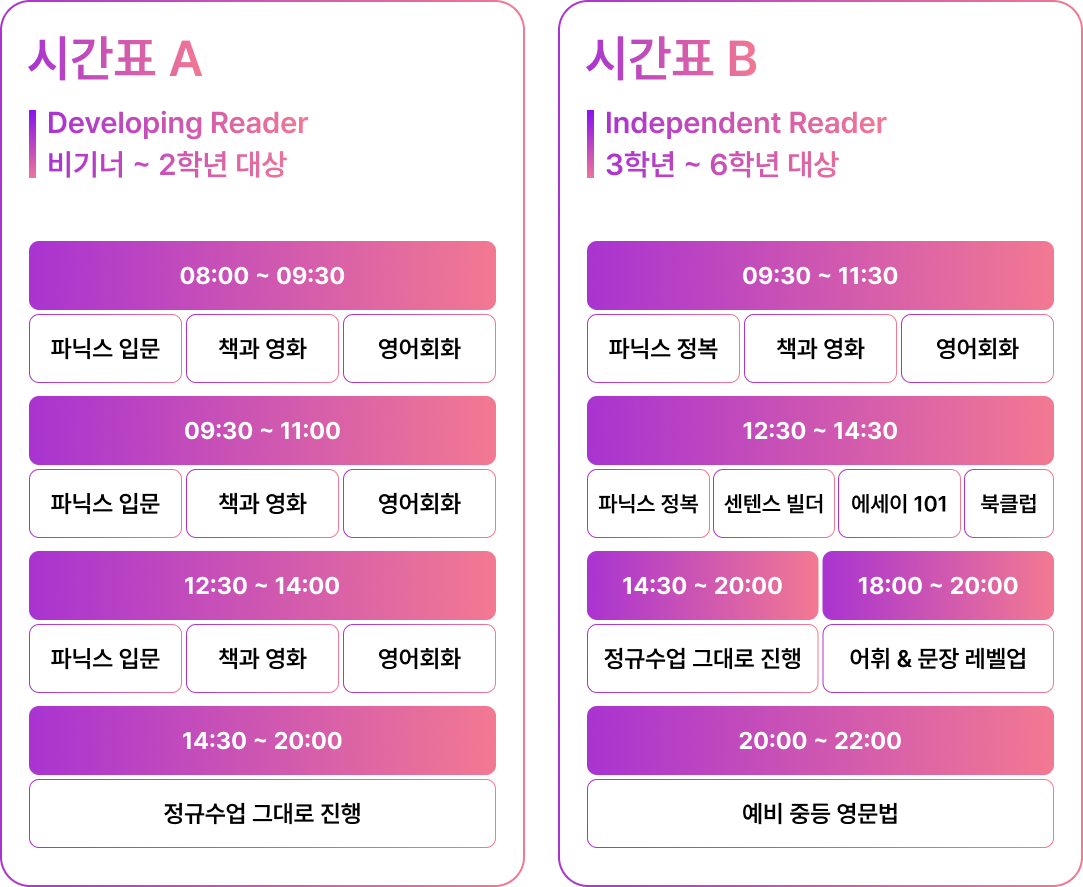 시간표 A
Developing Reader
비기너 ~ 2학년 대상
08:00 ~ 09:30
파닉스 입문 책과 영화 영어회화
09:30 ~ 11:00
파닉스 입문 책과 영화 영어회화
12:30 ~ 14:00
파닉스 입문 책과 영화 영어회화
14:30 ~ 20:00
정규수업 그대로 진행
시간표 B
Independent Reader
3학년 ~ 6학년 대상
09:30 ~ 11:30
파닉스 정복 책과 영화 영어회화
12:30 ~ 14:30
파닉스 정복 센텐스 빌더 에세이 101 북클럽
14:30 ~ 20:00 18:00 ~ 20:00
정규수업 그대로 진행 어휘 & 문장 레벨업
20:00 ~ 22:00
예비 중등 영문법